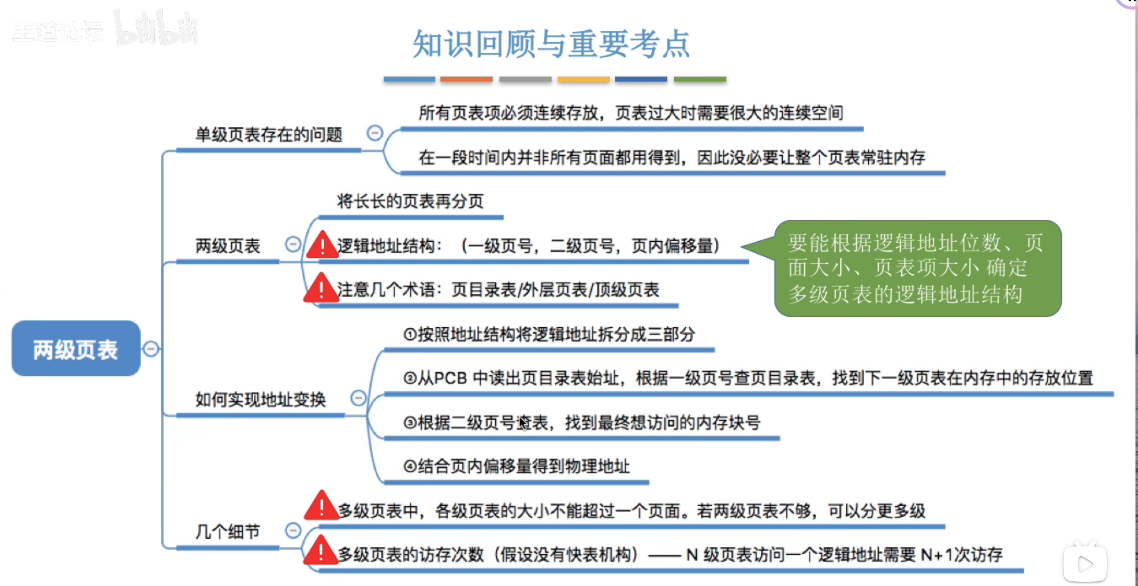 王道论坛 bilibili
知识回顾与重要考点
所有页表项必须连续存放，页表过大时需要很大的连续空间
单级页表存在的问题
在一段时间内并非所有页面都用得到，因此没必要让整个页表常驻内存
将长长的页表再分页
两级页表
逻辑地址结构：（一级页号，二级页号，页内偏移量）
要能根据逻辑地址位数、页
面大小、页表项大小 确定
多级页表的逻辑地址结构
注意几个术语：页目录表/外层页表/顶级页表
两级页表
①按照地址结构将逻辑地址拆分成三部分
如何实现地址变换
②从PCB 中读出页目录表始址，根据一级页号查页目录表，找到下一级页表在内存中的存放位置
③根据二级页号查表，找到最终想访问的内存块号
④结合页内偏移量得到物理地址
几个细节
多级页表中，各级页表的大小不能超过一个页面。若两级页表不够，可以分更多级
多级页表的访存次数（假设没有快表机构）—— N 级页表访问一个逻辑地址需要 N+1次访存